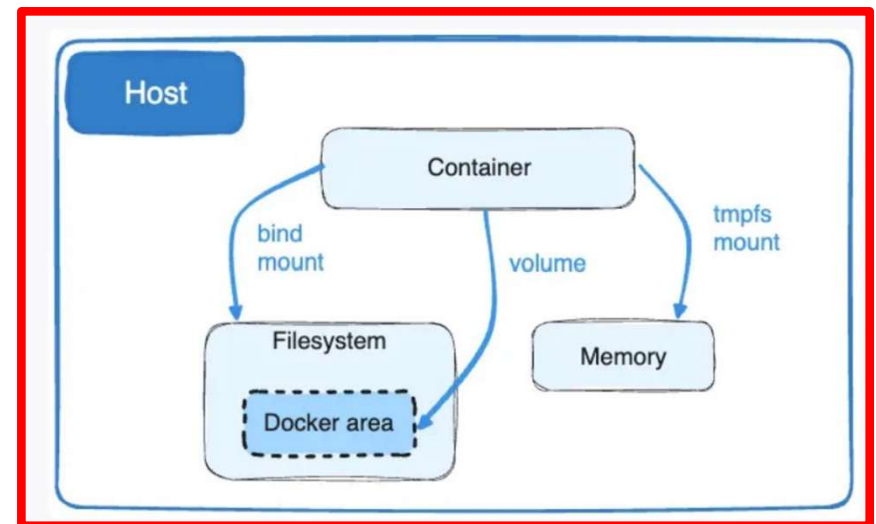 Host
Container
bind
mount
volume
tmpfs
mount
Filesystem
Docker area
Memory